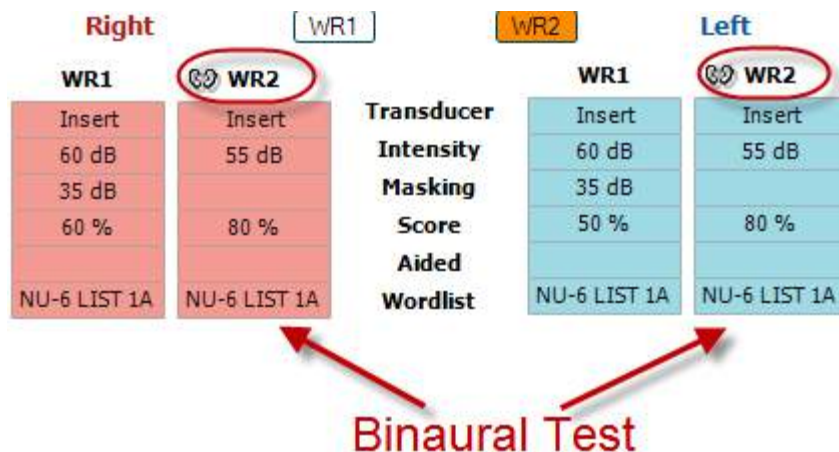 Right WR1 WR2 Left
WR1 WR2 WR1 WR2
Insert Insert Transducer Insert Insert
60 dB 55 dB Intensity 60 dB 55 dB
35 dB Masking 35 dB
60 % 80 % Score 50 % 80 %
Aided
NU-6 LIST 1A NU-6 LIST 1A Wordlist NU-6 LIST 1A NU-6 LIST 1A
Binaural Test